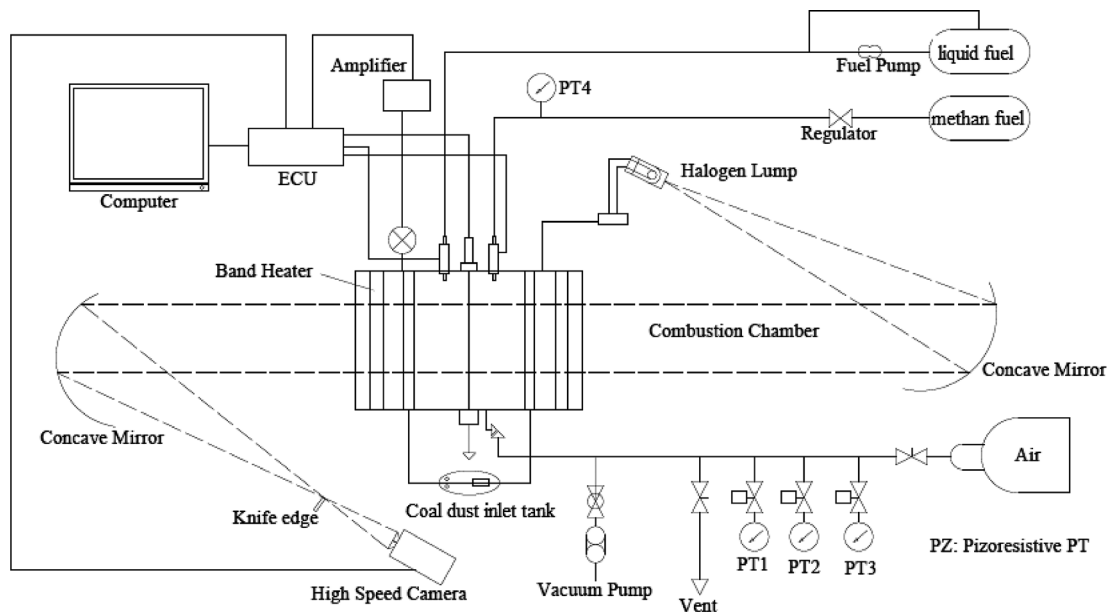 liquid fuel
Fuel Pump
Amplifier
PT4
methan fuel
Regulator
ECU
Halogen Lump
Computer
Band Heater
Combustion Chamber
Concave Mirror
Concave Mirror
Air
Coal dust inlet tank
Knife edge
PZ: Pizoresistive PT
PT1
PT2
PT3
High Speed Camera
Vacuum Pump
Vent